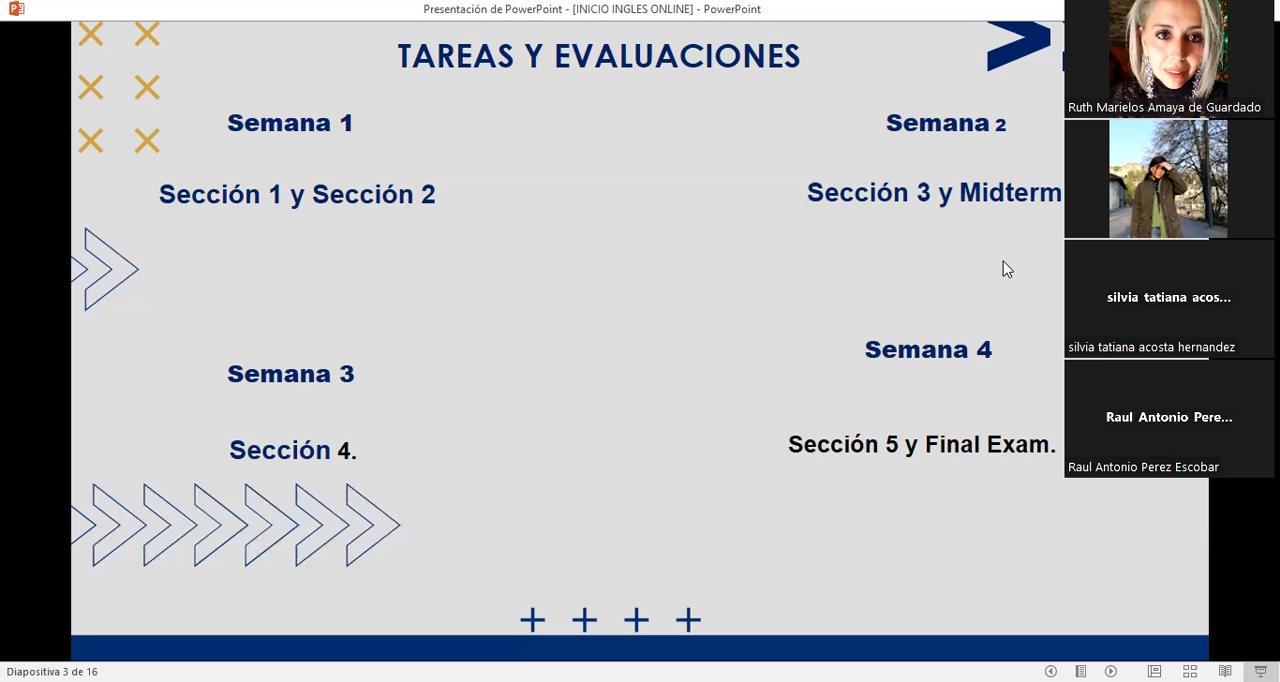 Presentación de PowerPoint - [INICIO INGLES ONLINE] - PowerPoint
TAREAS Y EVALUACIONES
Semana 1
Semana 2
Sección 1 y Sección 2
Sección 3 y Midterm
Semana 3
Semana 4
Sección 4.
Sección 5 y Final Exam.
Ruth Marielos Amaya de Guardado
silvia tatiana acos...
silvia tatiana acosta hernandez
Raul Antonio Pere...
Raul Antonio Perez Escobar
Diapositiva 3 de 16